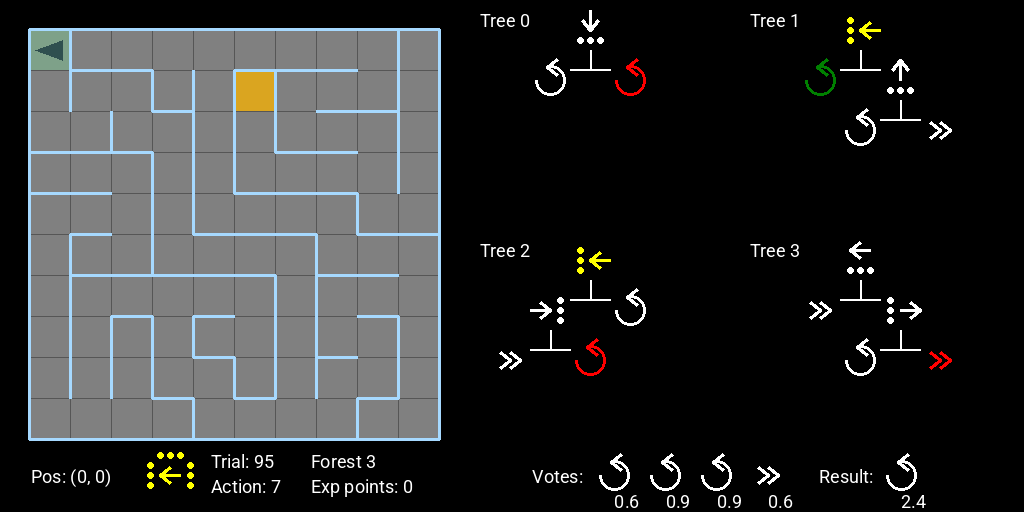 Tree 0
Tree 1
Tree 2
Tree 3
Pos: (0, 0)
Trial: 95
Action: 7
Forest 3
Exp points: 0
Votes:
0.6 0.9 0.9 0.6
Result:
2.4